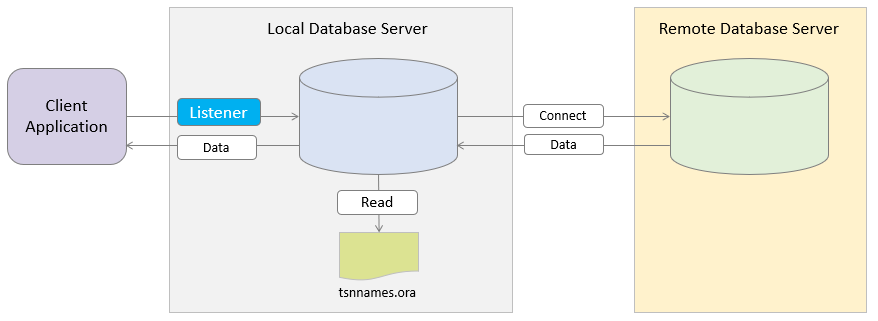 Local Database Server
Remote Database Server
Client
Application
Listener
Connect
Data
Data
Read
tsnnames.ora